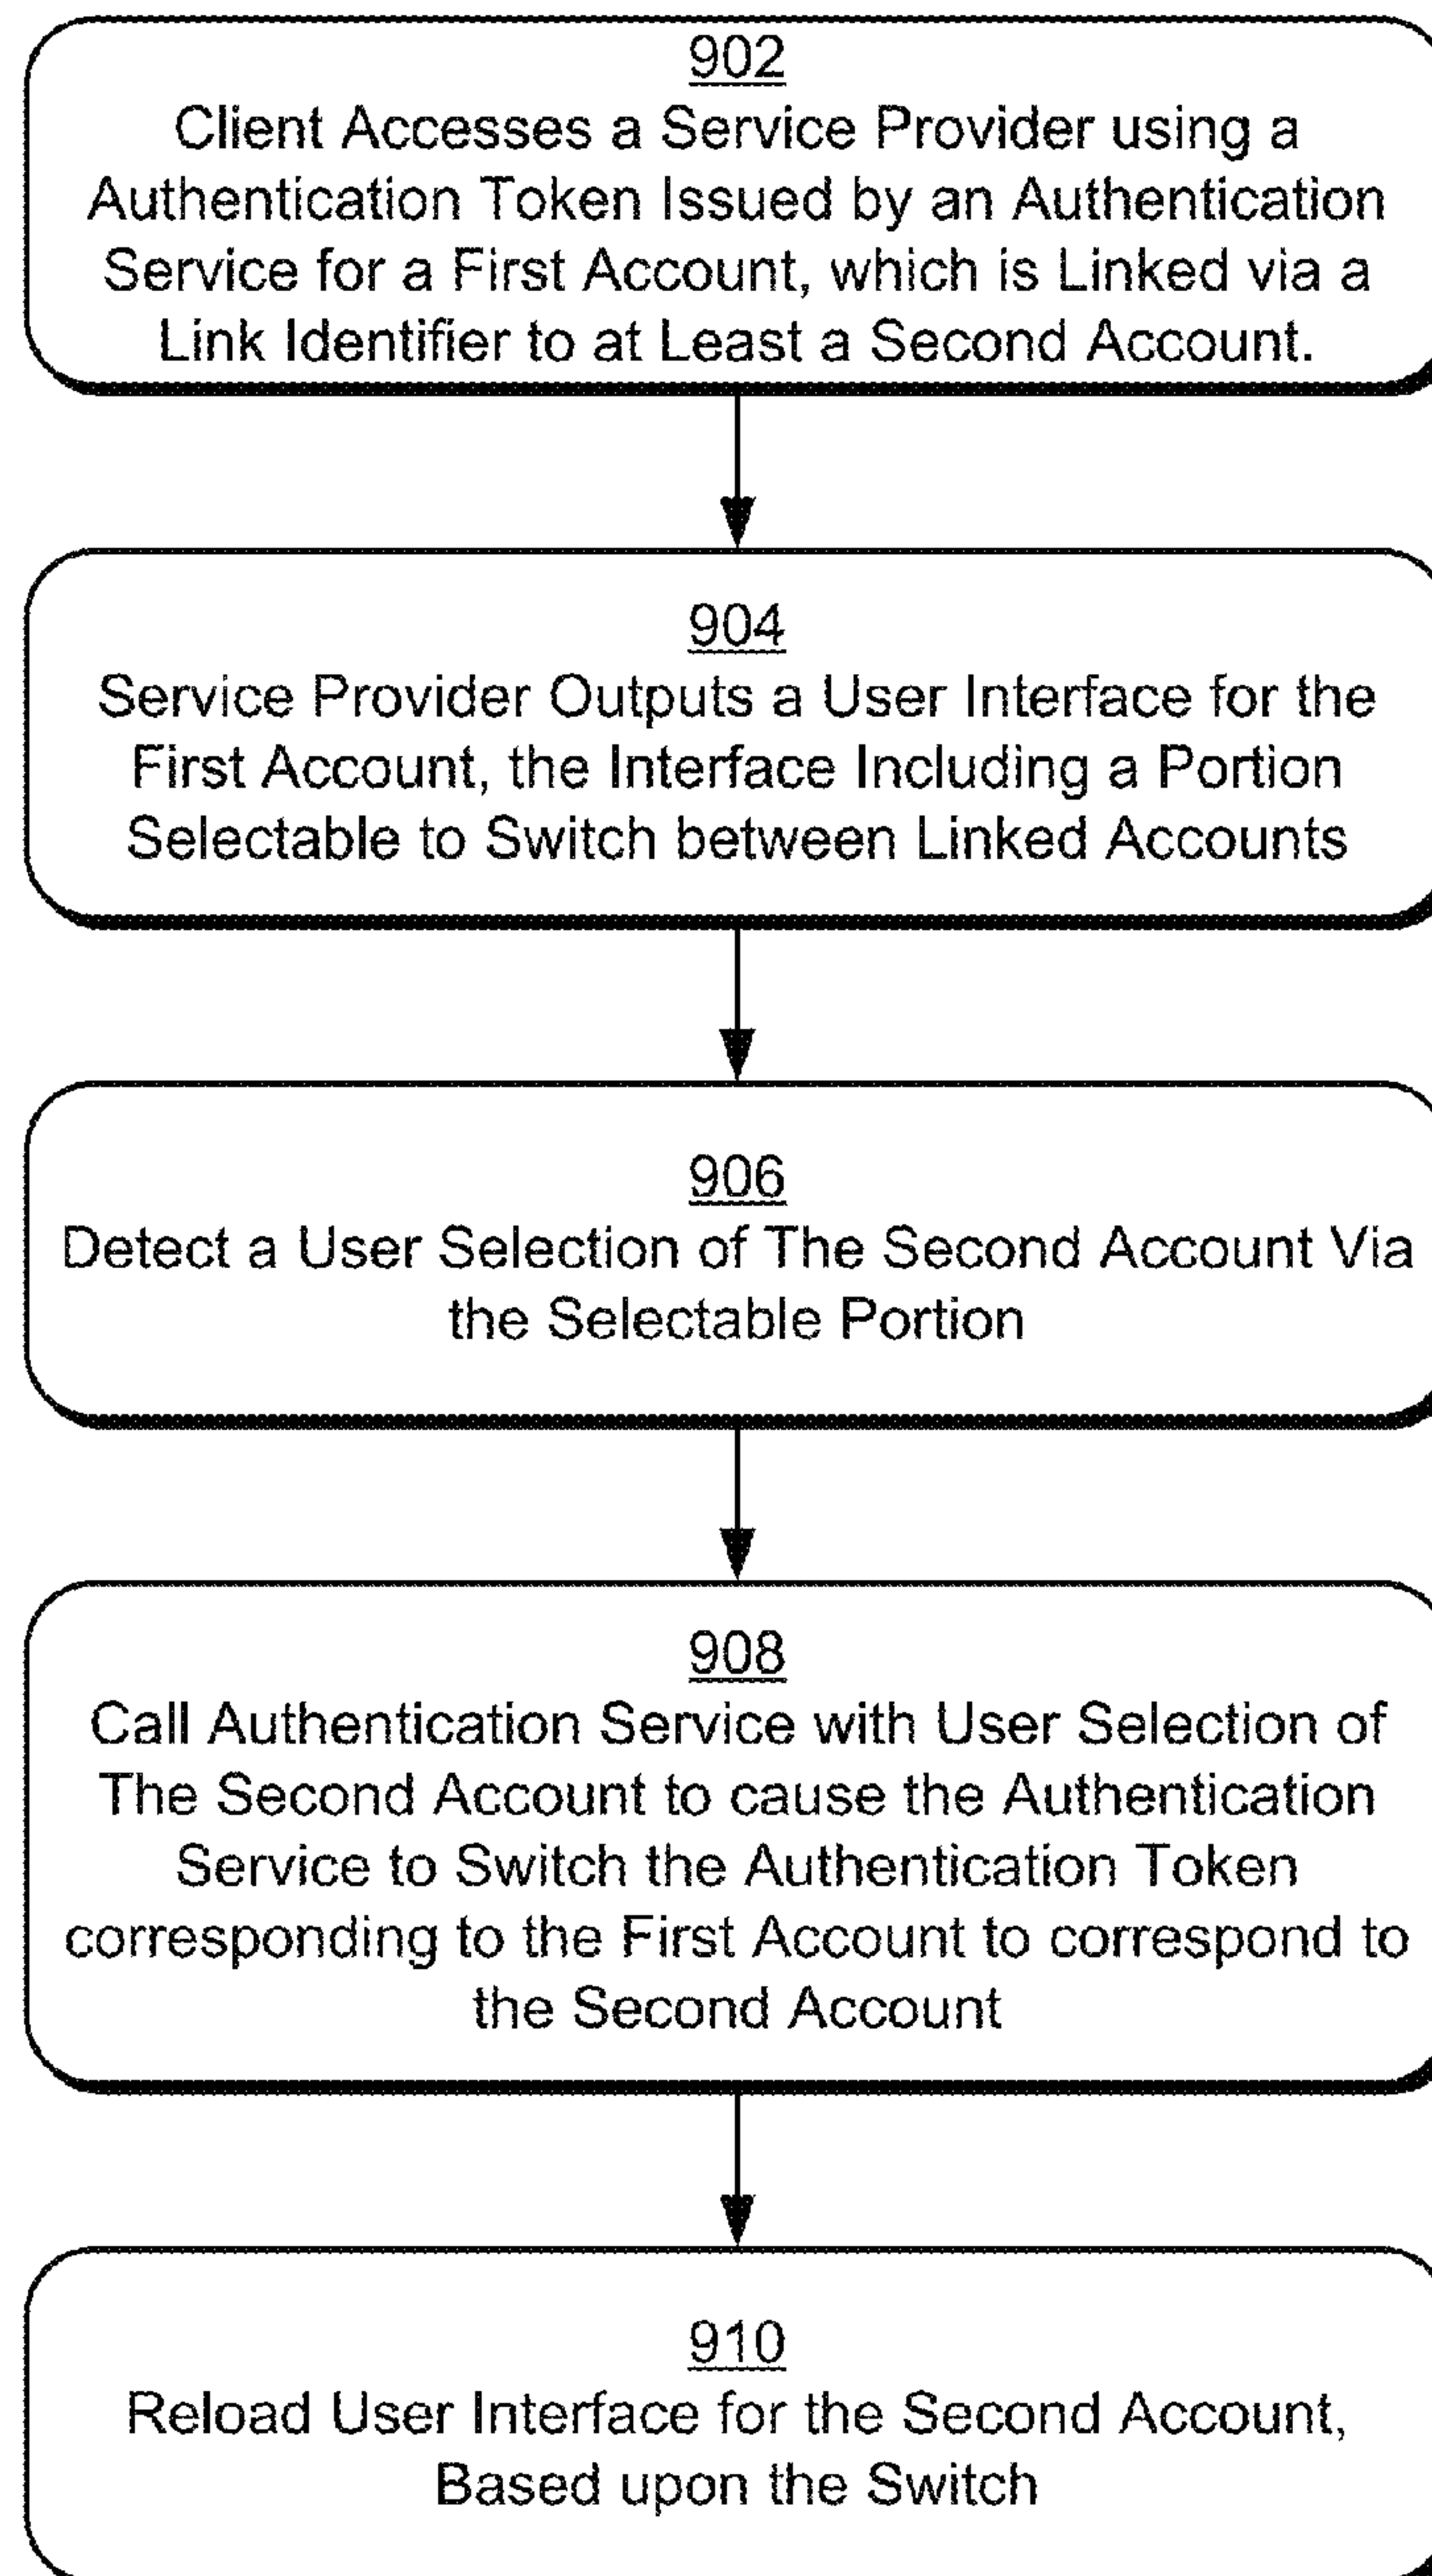 902
Client Accesses a Service Provider using a
Authentication Token Issued by an Authentication
Service for a First Account, which is Linked via a
Link Identifier to at Least a Second Account.
904
Service Provider Outputs a User Interface for the
First Account, the Interface Including a Portion
Selectable to Switch between Linked Accounts
906
Detect a User Selection of The Second Account Via
the Selectable Portion
908
Call Authentication Service with User Selection of
The Second Account to cause the Authentication
Service to Switch the Authentication Token
corresponding to the First Account to correspond to
the Second Account
910
Reload User Interface for the Second Account,
Based upon the Switch